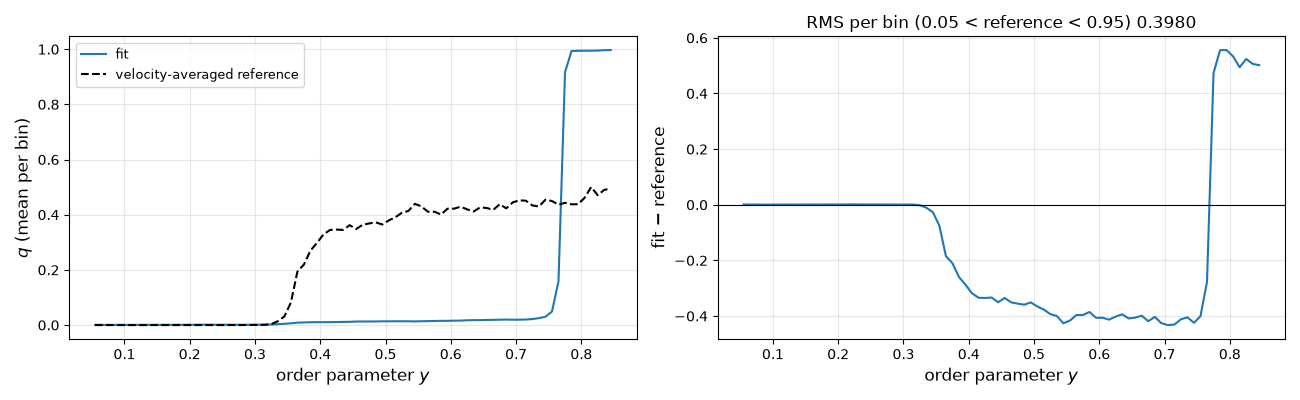 fit
velocity-averaged reference
q (mean per bin)
1.0
0.8
0.6
0.4
0.2
0.0
0.1 0.2 0.3 0.4 0.5 0.6 0.7 0.8
order parameter y
RMS per bin (0.05 < reference < 0.95) 0.3980
fit − reference
0.6
0.4
0.2
0.0
−0.2
−0.4
0.1 0.2 0.3 0.4 0.5 0.6 0.7 0.8
order parameter y